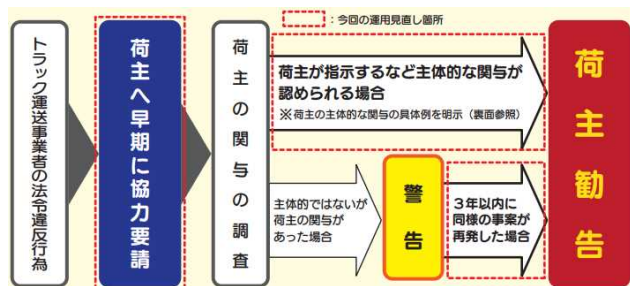 ：今回の運用見直し箇所
トラック運送事業者の法令違反行為
荷主へ早期に協力要請
荷主の関与の調査
荷主が指示するなど主体的な関与が
認められる場合
※荷主の主体的な関与の具体例を明示（裏面参照）
主体的ではないが
荷主の関与が
あった場合
警告
３年以内に
同様の事案が
再発した場合
荷主勧告